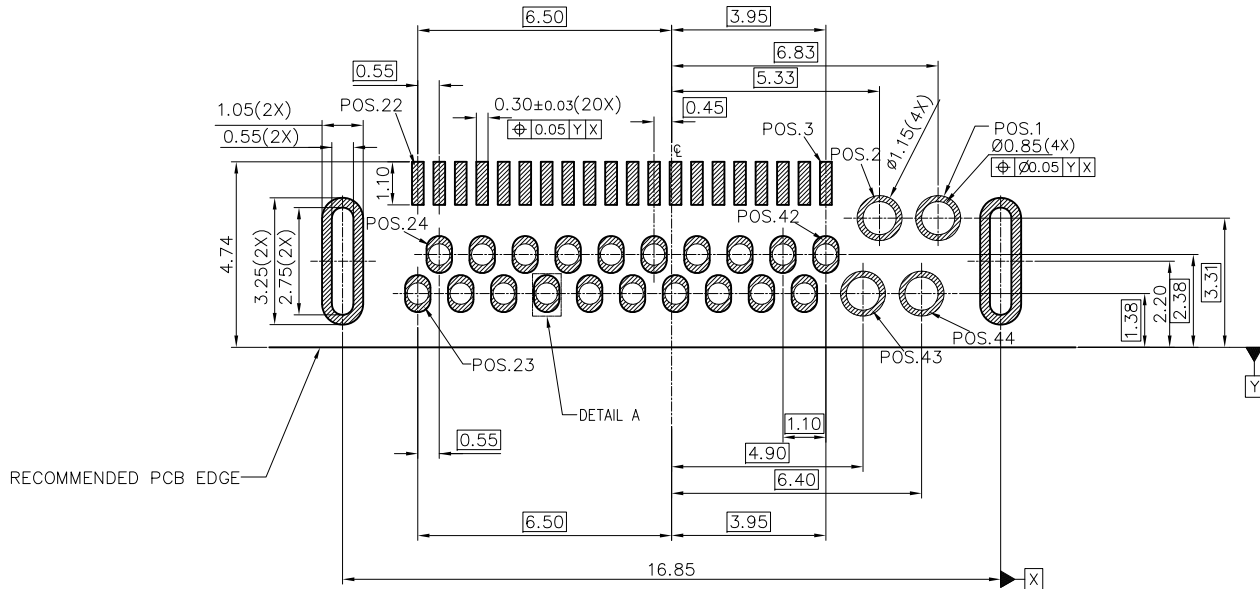 6.50
3.95
6.83
5.33
0.55
0.45
POS.22
0.30±0.03(20X)
⌖ 0.05 Y X
1.05(2X)
0.55(2X)
POS.3
POS.2
Ø1.15(4X)
POS.1
Ø0.85(4X)
⌖ Ø0.05 Y X
℄
1.10
4.74
3.25(2X)
2.75(2X)
POS.24
POS.42
1.38
2.20
2.38
3.31
POS.23
POS.43
POS.44
Y
DETAIL A
0.55
1.10
4.90
6.40
RECOMMENDED PCB EDGE
6.50
3.95
16.85
X